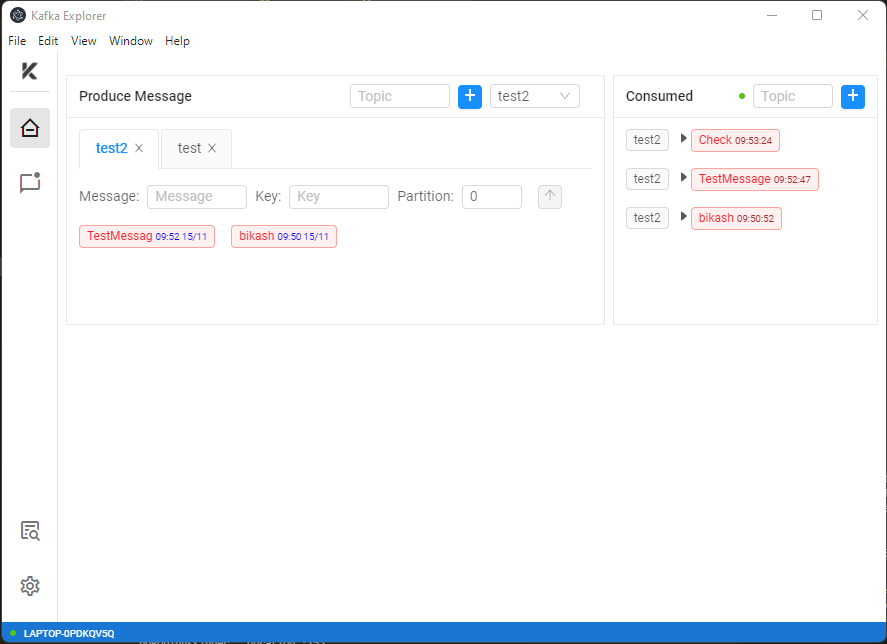 Kafka Explorer
File Edit View Window Help
Produce Message Topic test2
test2 test
Message: Message Key: Key Partition: 0
TestMessag 09:52 15/11 bikash 09:50 15/11
Consumed Topic
test2 Check 09:53:24
test2 TestMessage 09:52:47
test2 bikash 09:50:52
LAPTOP-0PDKQV5Q